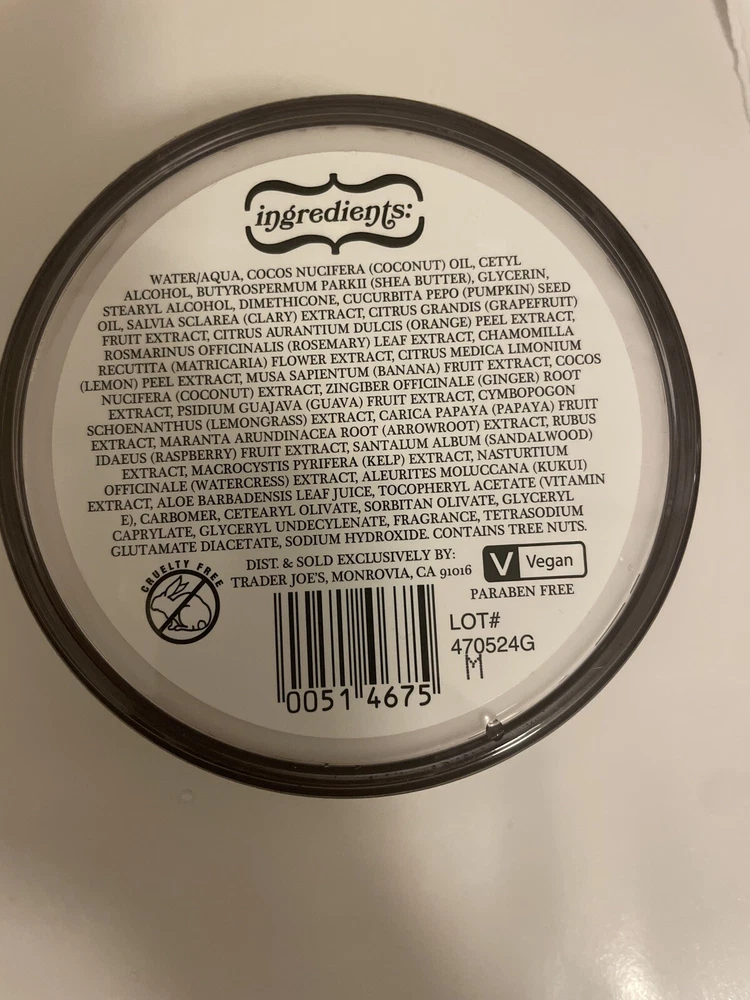 ingredients:
WATER/AQUA, COCOS NUCIFERA (COCONUT) OIL, CETYL
ALCOHOL, BUTYROSPERMUM PARKII (SHEA BUTTER), GLYCERIN,
STEARYL ALCOHOL, DIMETHICONE, CUCURBITA PEPO (PUMPKIN) SEED
OIL, SALVIA SCLAREA (CLARY) EXTRACT, CITRUS GRANDIS (GRAPEFRUIT)
FRUIT EXTRACT, CITRUS AURANTIUM DULCIS (ORANGE) PEEL EXTRACT,
ROSMARINUS OFFICINALIS (ROSEMARY) LEAF EXTRACT, CHAMOMILLA
RECUTITA (MATRICARIA) FLOWER EXTRACT, CITRUS MEDICA LIMONIUM
(LEMON) PEEL EXTRACT, MUSA SAPIENTUM (BANANA) FRUIT EXTRACT, COCOS
NUCIFERA (COCONUT) EXTRACT, ZINGIBER OFFICINALE (GINGER) ROOT
EXTRACT, PSIDIUM GUAJAVA (GUAVA) FRUIT EXTRACT, CYMBOPOGON
SCHOENANTHUS (LEMONGRASS) EXTRACT, CARICA PAPAYA (PAPAYA) FRUIT
EXTRACT, MARANTA ARUNDINACEA ROOT (ARROWROOT) EXTRACT, RUBUS
IDAEUS (RASPBERRY) FRUIT EXTRACT, SANTALUM ALBUM (SANDALWOOD)
EXTRACT, MACROCYSTIS PYRIFERA (KELP) EXTRACT, NASTURTIUM
OFFICINALE (WATERCRESS) EXTRACT, ALEURITES MOLUCCANA (KUKUI)
EXTRACT, ALOE BARBADENSIS LEAF JUICE, TOCOPHERYL ACETATE (VITAMIN
E), CARBOMER, CETEARYL OLIVATE, SORBITAN OLIVATE, GLYCERYL
CAPRYLATE, GLYCERYL UNDECYLENATE, FRAGRANCE, TETRASODIUM
GLUTAMATE DIACETATE, SODIUM HYDROXIDE. CONTAINS TREE NUTS.
CRUELTY FREE
DIST. & SOLD EXCLUSIVELY BY:
TRADER JOE'S, MONROVIA, CA 91016
V Vegan
PARABEN FREE
LOT#
470524G
M
0051 4675